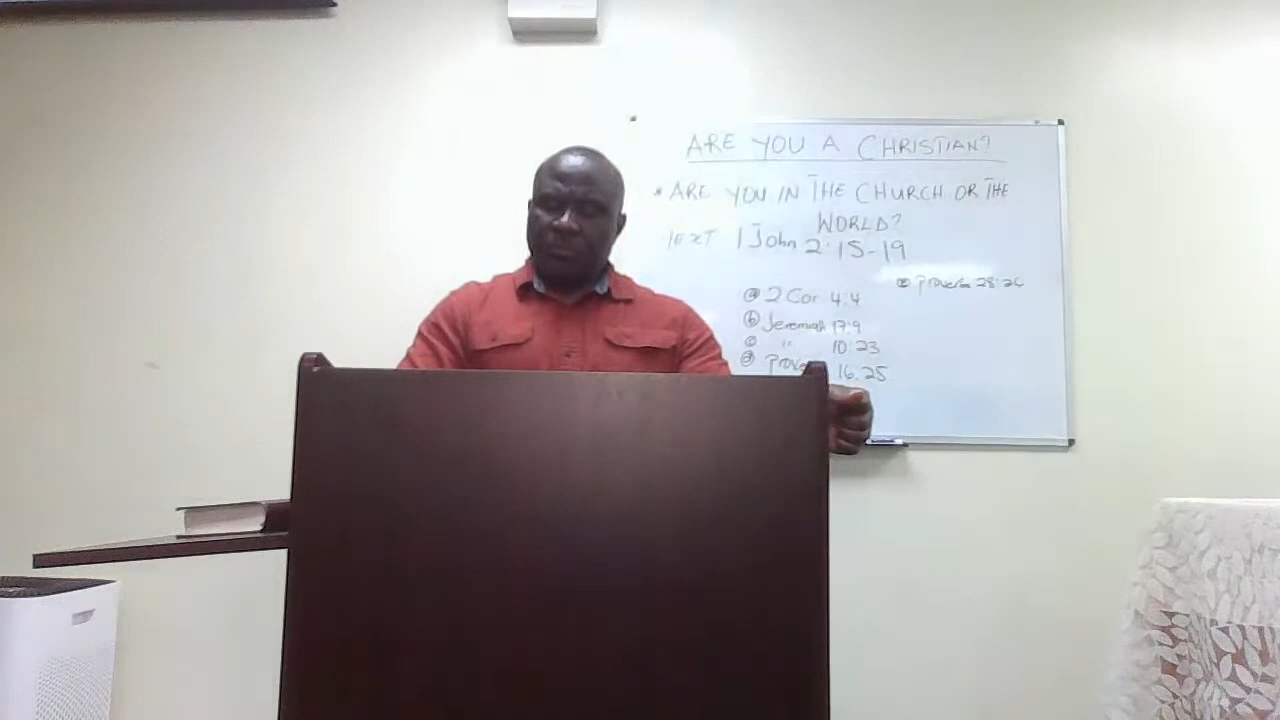 ARE YOU A CHRISTIAN?
* ARE YOU IN THE CHURCH OR THE
WORLD?
TEXT 1 John 2:15-19
(a) 2 Cor 4:4
(b) Jeremiah 17:9
(c) " 10:23
(d) 16:25
(e) Proverbs 28:26